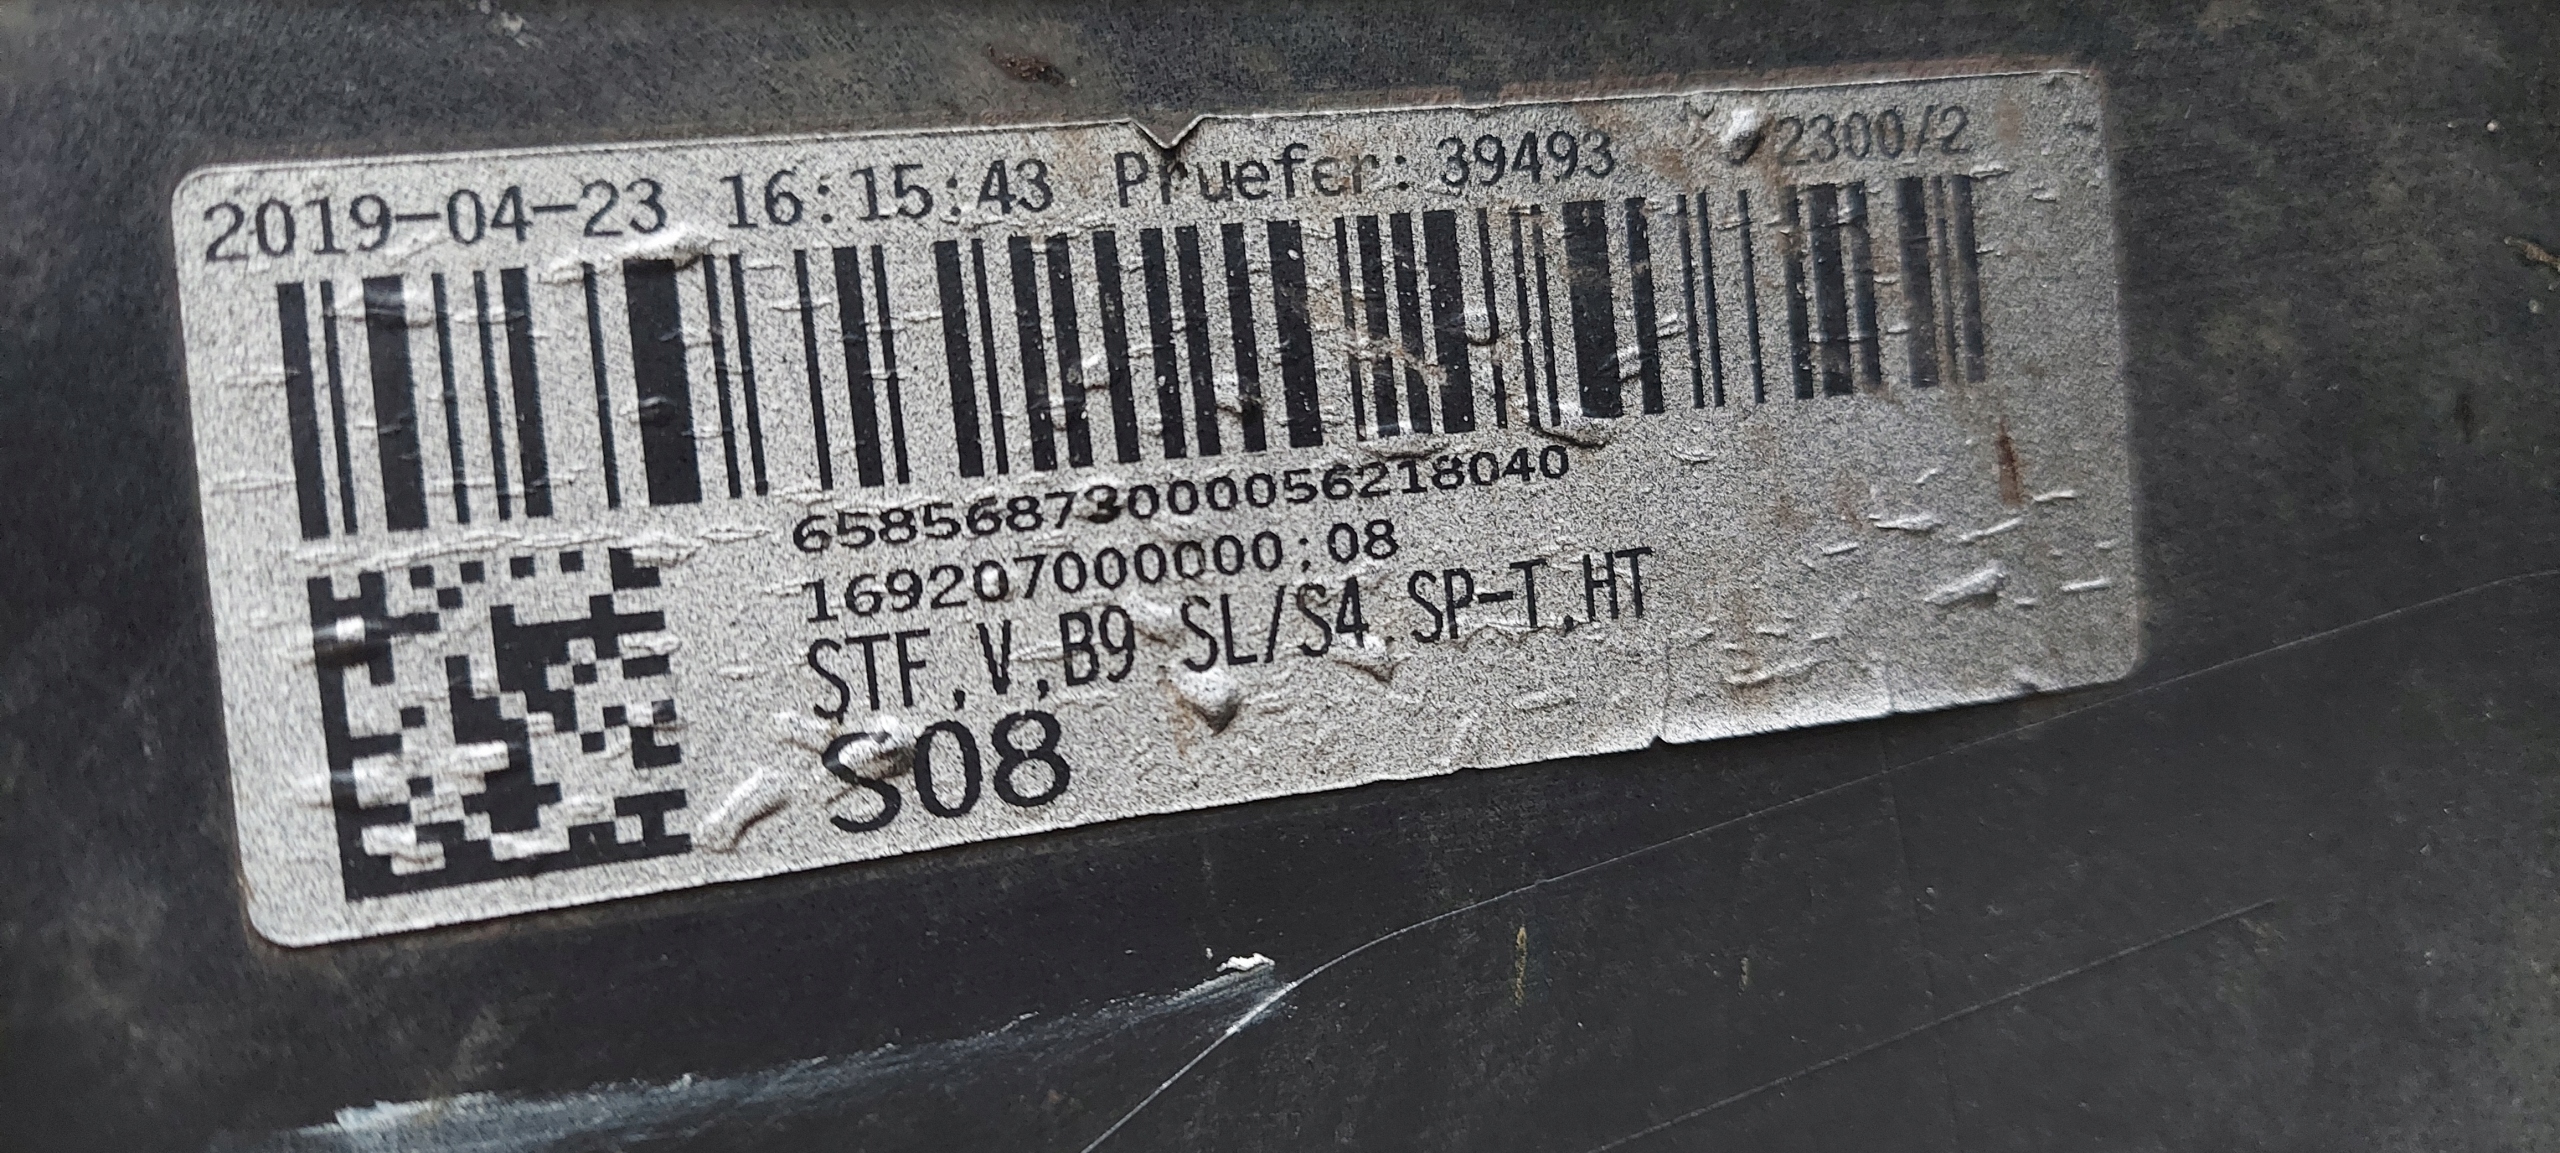 2019-04-23 16:15:43 Pruefer: 39493
65856873000056218040
169207000000:08
STF,V,B9 SL/S4 SP-T,HT
S08